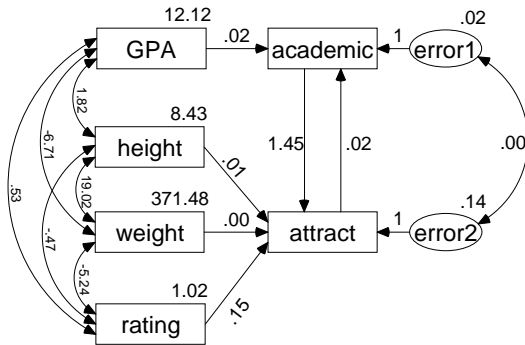 12.12
.02
GPA
.02
academic
1
error1
1.82
8.43
-6.71
height
.01
1.45
.02
.00
.53
19.02
371.48
.14
-.47
weight
.00
attract
1
error2
-5.24
1.02
.15
rating